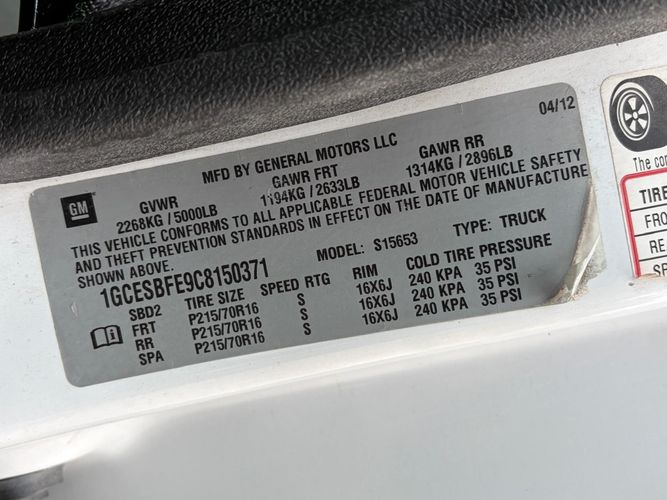 04/12
MFD BY GENERAL MOTORS LLC
GM
GVWR GAWR FRT GAWR RR
2268KG / 5000LB 1194KG / 2633LB 1314KG / 2896LB
THIS VEHICLE CONFORMS TO ALL APPLICABLE FEDERAL MOTOR VEHICLE SAFETY
AND THEFT PREVENTION STANDARDS IN EFFECT ON THE DATE OF MANUFACTURE
SHOWN ABOVE.
1GCESBFE9C8150371 MODEL: S15653 TYPE: TRUCK
SBD2 TIRE SIZE SPEED RTG RIM COLD TIRE PRESSURE
FRT P215/70R16 S 16X6J 240 KPA 35 PSI
RR P215/70R16 S 16X6J 240 KPA 35 PSI
SPA P215/70R16 S 16X6J 240 KPA 35 PSI
The co
TIRE
FRO
RE
S